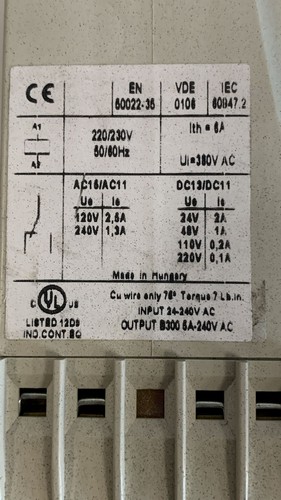 CE EN VDE IEC
50022-35 0106 60947.2
A1
A2
220/230V
50/60Hz
Ith = 6A
Ui=380V AC
AC15/AC11
Ue Ie
120V 2,5A
240V 1,3A
DC13/DC11
Ue Ie
24V 2A
48V 1A
110V 0,2A
220V 0,1A
Made in Hungary
C UL US
LISTED 12D9
IND.CONT.EQ
Cu wire only 75°, Torque 7 Lb.in.
INPUT 24-240V AC
OUTPUT B300 5A-240V AC